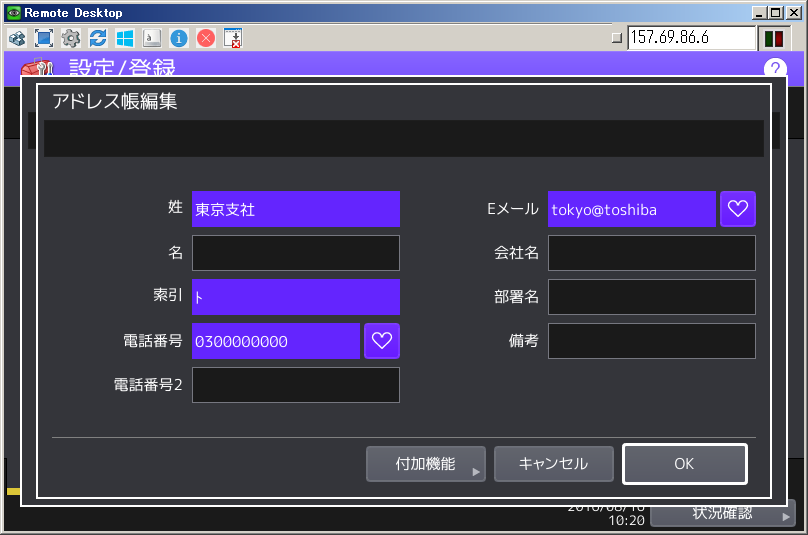 Remote Desktop
157.69.86.6
設定/登録
?
アドレス帳編集
姓 東京支社
Eメール tokyo@toshiba
名
会社名
索引 ト
部署名
電話番号 0300000000
備考
電話番号2
付加機能
キャンセル
OK
10:20
状況確認